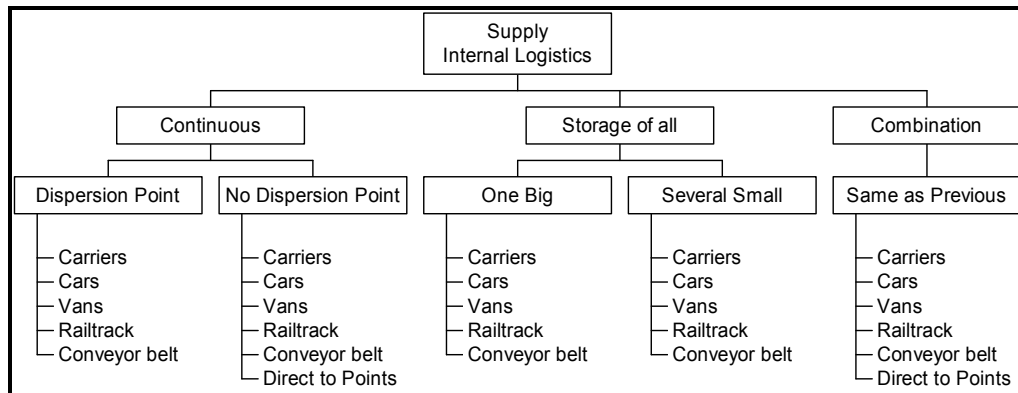 Supply
Internal Logistics
Continuous
Storage of all
Combination
Dispersion Point
No Dispersion Point
One Big
Several Small
Same as Previous
Carriers
Cars
Vans
Railtrack
Conveyor belt
Carriers
Cars
Vans
Railtrack
Conveyor belt
Direct to Points
Carriers
Cars
Vans
Railtrack
Conveyor belt
Carriers
Cars
Vans
Railtrack
Conveyor belt
Carriers
Cars
Vans
Railtrack
Conveyor belt
Direct to Points